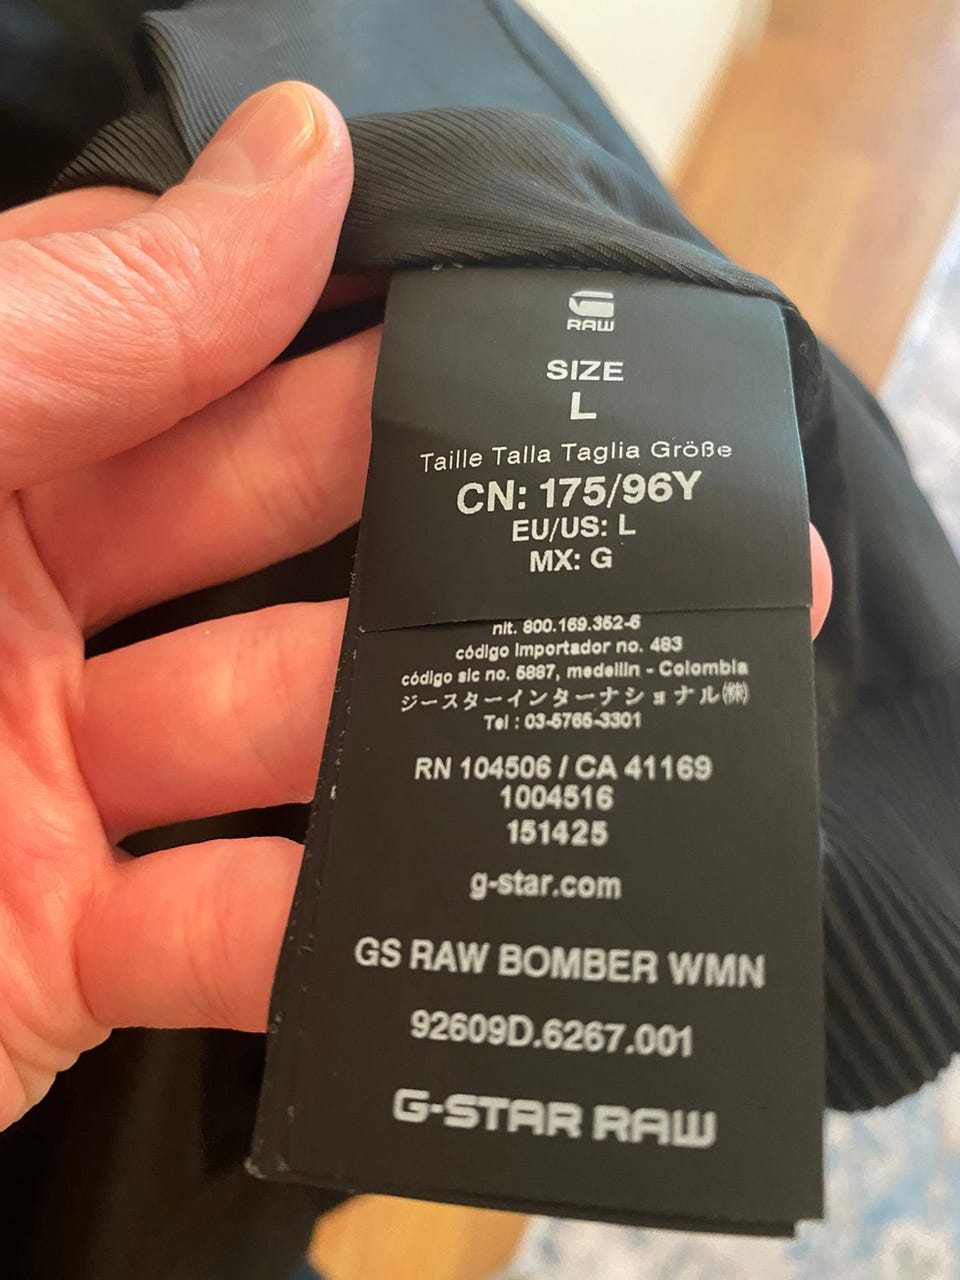 RAW
SIZE
L
Taille Talla Taglia Größe
CN: 175/96Y
EU/US: L
MX: G
nit. 800.169.352-6
código importador no. 483
código sic no. 5887, medellin - Colombia
ジースターインターナショナル㈱
Tel : 03-5765-3301
RN 104506 / CA 41169
1004516
151425
g-star.com
GS RAW BOMBER WMN
92609D.6267.001
G-STAR RAW